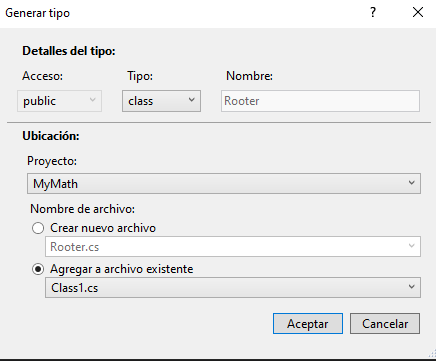 Generar tipo
Detalles del tipo:
Acceso: Tipo: Nombre:
public class Rooter
Ubicación:
Proyecto:
MyMath
Nombre de archivo:
Crear nuevo archivo
Rooter.cs
Agregar a archivo existente
Class1.cs
Aceptar Cancelar